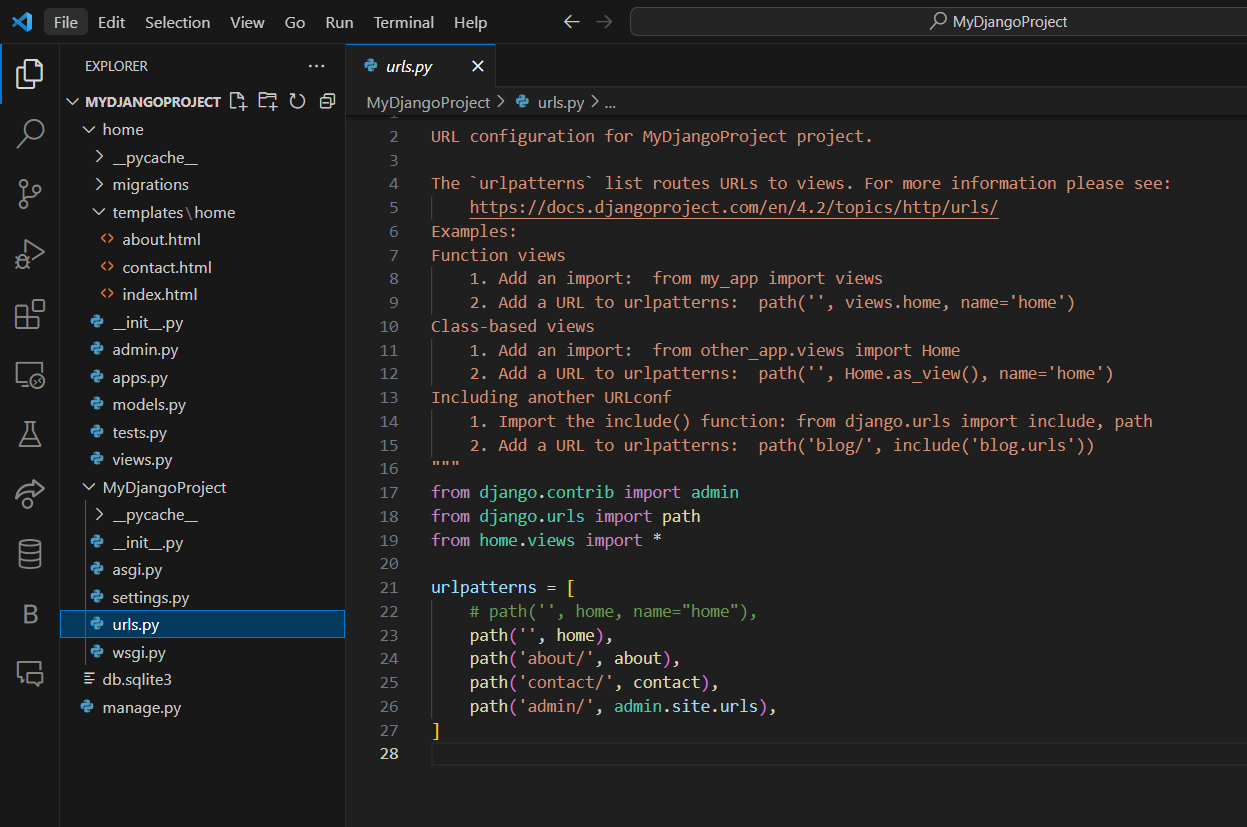 File Edit Selection View Go Run Terminal Help
MyDjangoProject
EXPLORER
MYDJANGOPROJECT
home
__pycache__
migrations
templates\home
about.html
contact.html
index.html
__init__.py
admin.py
apps.py
models.py
tests.py
views.py
MyDjangoProject
__pycache__
__init__.py
asgi.py
settings.py
urls.py
wsgi.py
db.sqlite3
manage.py
urls.py
MyDjangoProject > urls.py > ...
2 URL configuration for MyDjangoProject project.
3
4 The `urlpatterns` list routes URLs to views. For more information please see:
5     https://docs.djangoproject.com/en/4.2/topics/http/urls/
6 Examples:
7 Function views
8     1. Add an import:  from my_app import views
9     2. Add a URL to urlpatterns:  path('', views.home, name='home')
10 Class-based views
11     1. Add an import:  from other_app.views import Home
12     2. Add a URL to urlpatterns:  path('', Home.as_view(), name='home')
13 Including another URLconf
14     1. Import the include() function: from django.urls import include, path
15     2. Add a URL to urlpatterns:  path('blog/', include('blog.urls'))
16 """
17 from django.contrib import admin
18 from django.urls import path
19 from home.views import *
20
21 urlpatterns = [
22     # path('', home, name="home"),
23     path('', home),
24     path('about/', about),
25     path('contact/', contact),
26     path('admin/', admin.site.urls),
27 ]
28